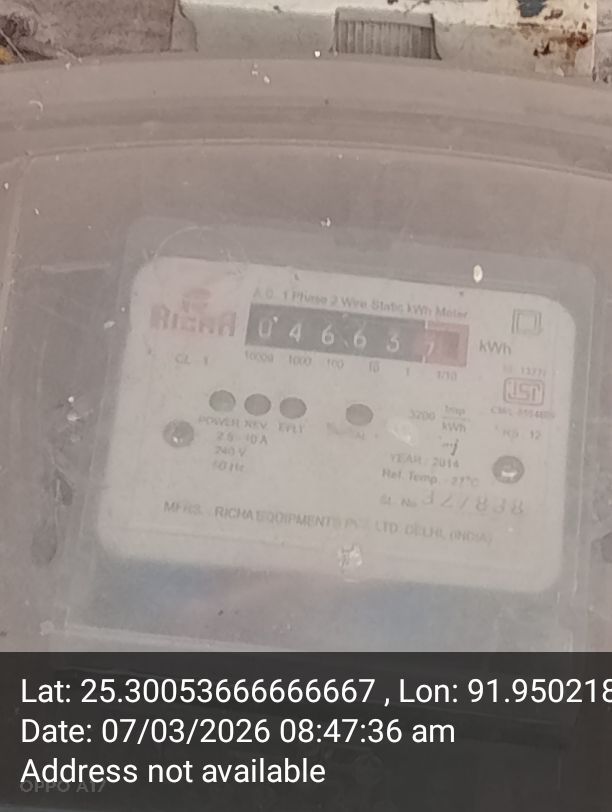 A.C. 1 Phase 2 Wire Static kWh Meter
RICHA
0 4 6 6 3 7
kWh
CL - 1
10000 1000 100 10 1 1/10
ISI
3200 imp/kWh
POWER REV. E/FLT
2.5 - 10 A
240 V
50 Hz
YEAR : 2014
Ref. Temp. - 27°C
SL. No
MFRS. : RICHA EQUIPMENTS PVT. LTD. DELHI, (INDIA)
Lat: 25.30053666666667 , Lon: 91.950218
Date: 07/03/2026 08:47:36 am
Address not available
OPPO A17